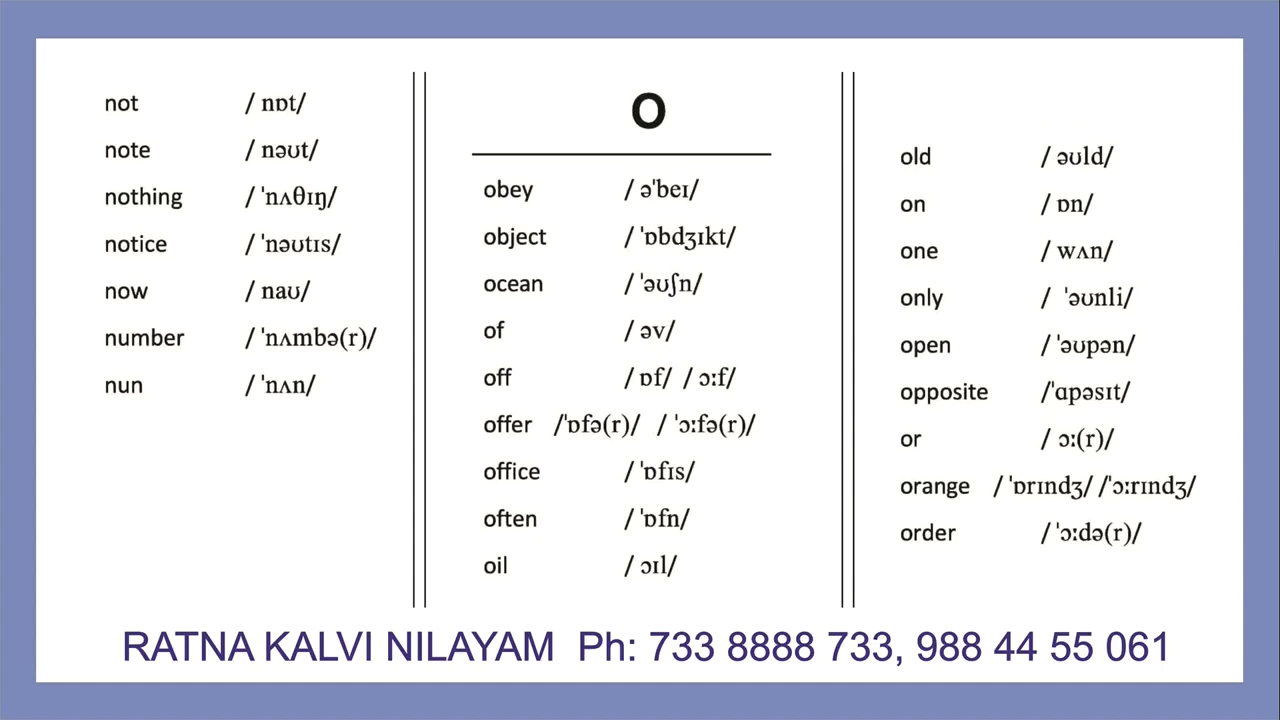 not / nɒt/
note / nəʊt/
nothing / ˈnʌθɪŋ/
notice / ˈnəʊtɪs/
now / naʊ/
number / ˈnʌmbə(r)/
nun / ˈnʌn/
O
obey / əˈbeɪ/
object / ˈɒbdʒɪkt/
ocean / ˈəʊʃn/
of / əv/
off / ɒf/ / ɔːf/
offer /ˈɒfə(r)/ / ˈɔːfə(r)/
office / ˈɒfɪs/
often / ˈɒfn/
oil / ɔɪl/
old / əʊld/
on / ɒn/
one / wʌn/
only / ˈəʊnli/
open / ˈəʊpən/
opposite /ˈɑpəsɪt/
or / ɔː(r)/
orange / ˈɒrɪndʒ/ /ˈɔːrɪndʒ/
order / ˈɔːdə(r)/
RATNA KALVI NILAYAM Ph: 733 8888 733, 988 44 55 061